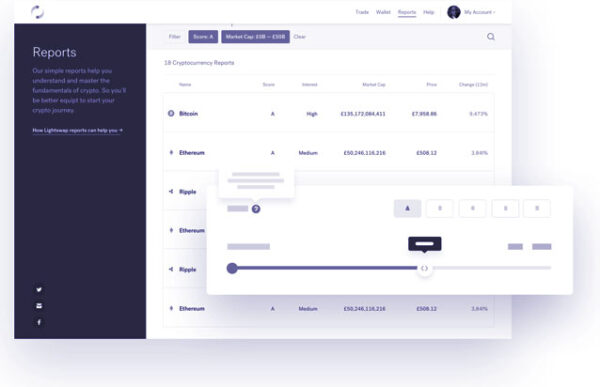 Trade Wallet Reports Help My Account
Reports
Our simple reports help you
understand and master the
fundamentals of crypto. So you'll
be better equipt to start your
crypto journey.
How Lightswap reports can help you →
Filter Score: A Market Cap: £0B — £50B Clear
18 Cryptocurrency Reports
Name Score Interest Market Cap Price Change (12m)
Bitcoin A High £135,172,084,411 £7,958.86 9,473%
Ethereum A Medium £50,246,116,216 £508.12 3,84%
Ripple
A
Ethereum
Ripple
Ethereum A Medium £50,246,116,216 £508.12 3,84%